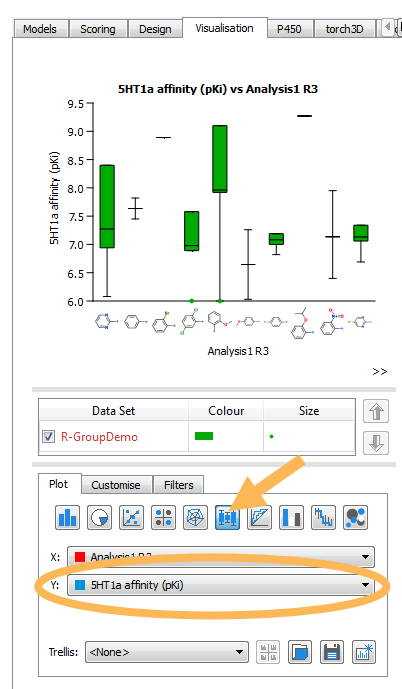 Models Scoring Design Visualisation P450 torch3D
5HT1a affinity (pKi) vs Analysis1 R3
5HT1a affinity (pKi)
9.5
9.0
8.5
8.0
7.5
7.0
6.5
6.0
Analysis1 R3
>>
Data Set Colour Size
R-GroupDemo
Plot Customise Filters
X: Analysis1 R3
Y: 5HT1a affinity (pKi)
Trellis: <None>